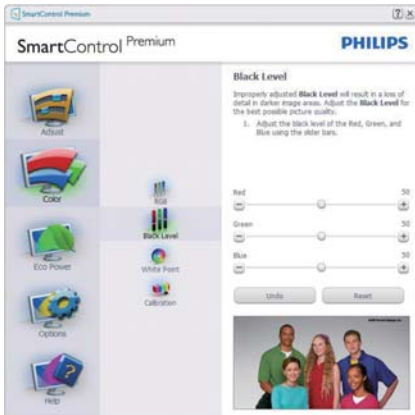 SmartControl Premium
SmartControl Premium
PHILIPS
Adjust
Color
Eco Power
Options
Help
RGB
Black Level
White Point
Calibration
Black Level
Improperly adjusted Black Level will result in a loss of
detail in darker image areas. Adjust the Black Level for
the best possible picture quality.
1. Adjust the black level of the Red, Green, and
Blue using the slider bars.
Red 50
Green 50
Blue 50
Undo Reset